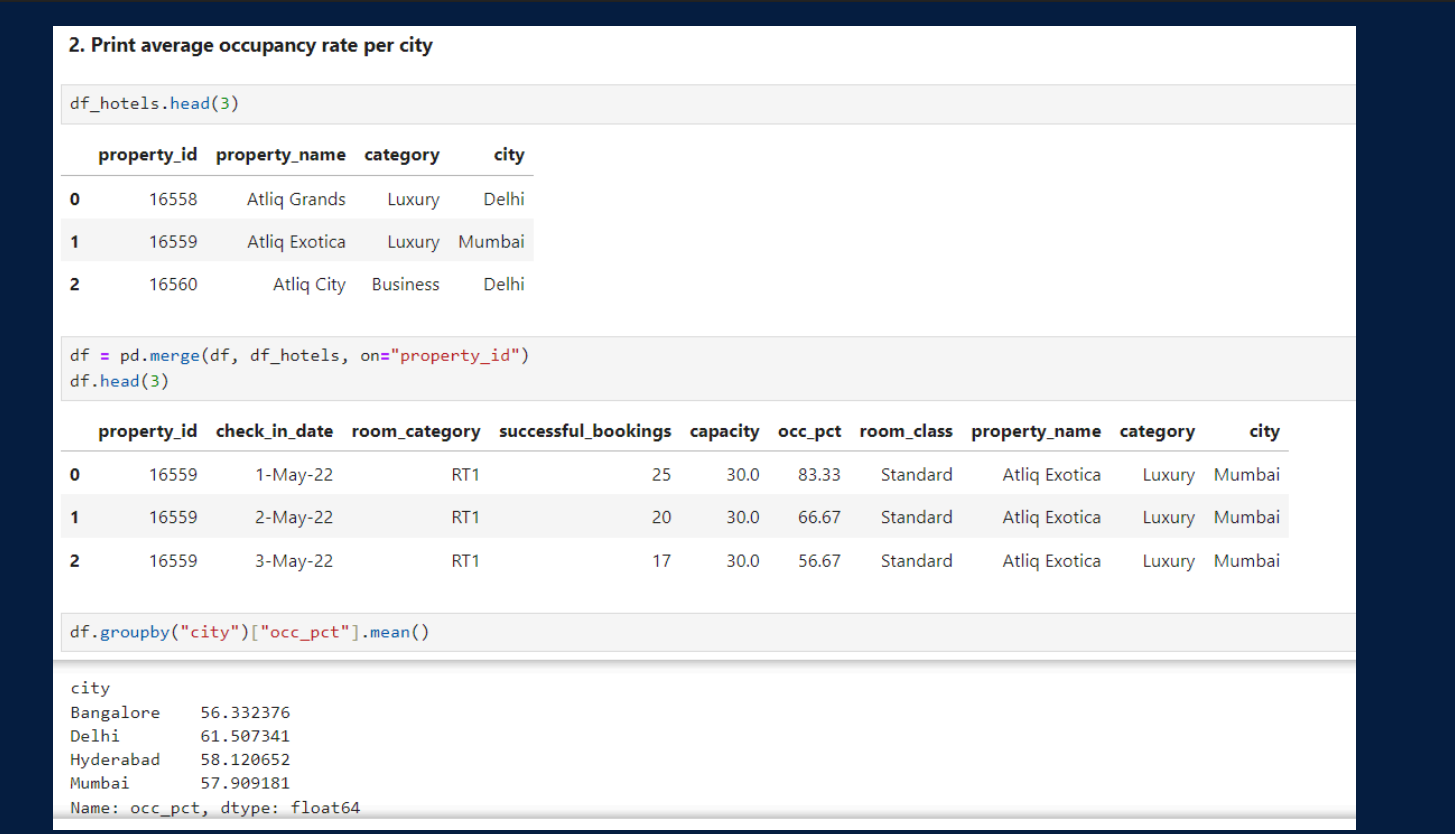 2. Print average occupancy rate per city
df_hotels.head(3)
property_id property_name category city
0 16558 Atliq Grands Luxury Delhi
1 16559 Atliq Exotica Luxury Mumbai
2 16560 Atliq City Business Delhi
df = pd.merge(df, df_hotels, on="property_id")
df.head(3)
property_id check_in_date room_category successful_bookings capacity occ_pct room_class property_name category city
0 16559 1-May-22 RT1 25 30.0 83.33 Standard Atliq Exotica Luxury Mumbai
1 16559 2-May-22 RT1 20 30.0 66.67 Standard Atliq Exotica Luxury Mumbai
2 16559 3-May-22 RT1 17 30.0 56.67 Standard Atliq Exotica Luxury Mumbai
df.groupby("city")["occ_pct"].mean()
city
Bangalore 56.332376
Delhi 61.507341
Hyderabad 58.120652
Mumbai 57.909181
Name: occ_pct, dtype: float64